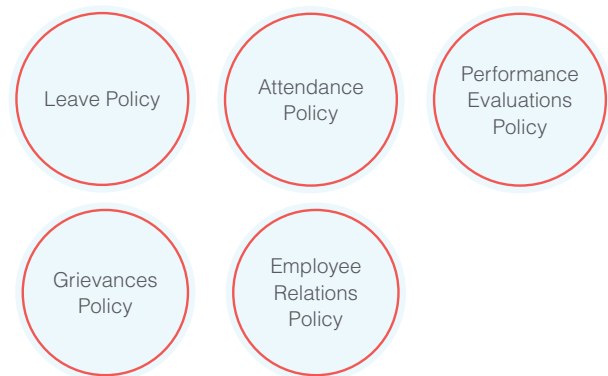 Leave Policy
Attendance
Policy
Performance
Evaluations
Policy
Grievances
Policy
Employee
Relations
Policy